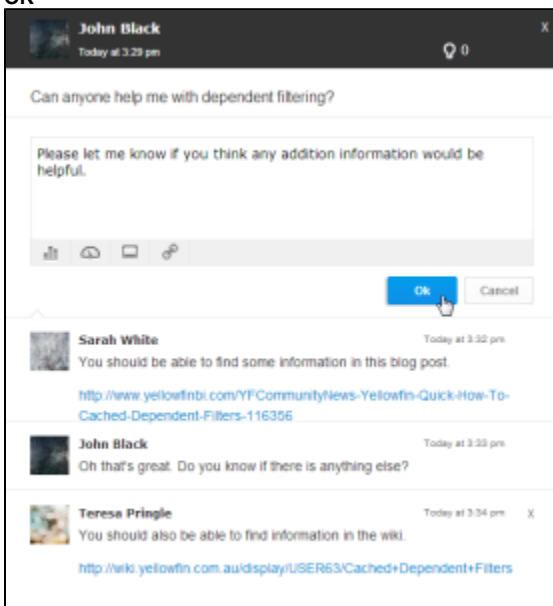 OK
John Black
X
Today at 3:29 pm
0
Can anyone help me with dependent filtering?
Please let me know if you think any addition information would be
helpful.
Ok
Cancel
Sarah White
Today at 3:32 pm
You should be able to find some information in this blog post.
http://www.yellowfinbi.com/YFCommunityNews-Yellowfin-Quick-How-To-
Cached-Dependent-Filters-116356
John Black
Today at 3:33 pm
Oh that's great. Do you know if there is anything else?
Teresa Pringle
Today at 3:34 pm
X
You should also be able to find information in the wiki.
http://wiki.yellowfin.com.au/display/USER63/Cached+Dependent+Filters